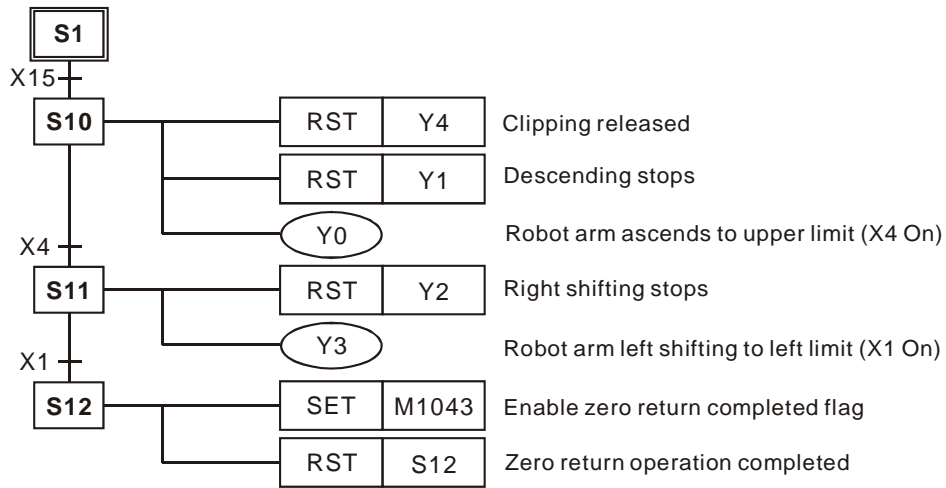 S1
X15
S10 RST Y4 Clipping released
RST Y1 Descending stops
Y0 Robot arm ascends to upper limit (X4 On)
X4
S11 RST Y2 Right shifting stops
Y3 Robot arm left shifting to left limit (X1 On)
X1
S12 SET M1043 Enable zero return completed flag
RST S12 Zero return operation completed